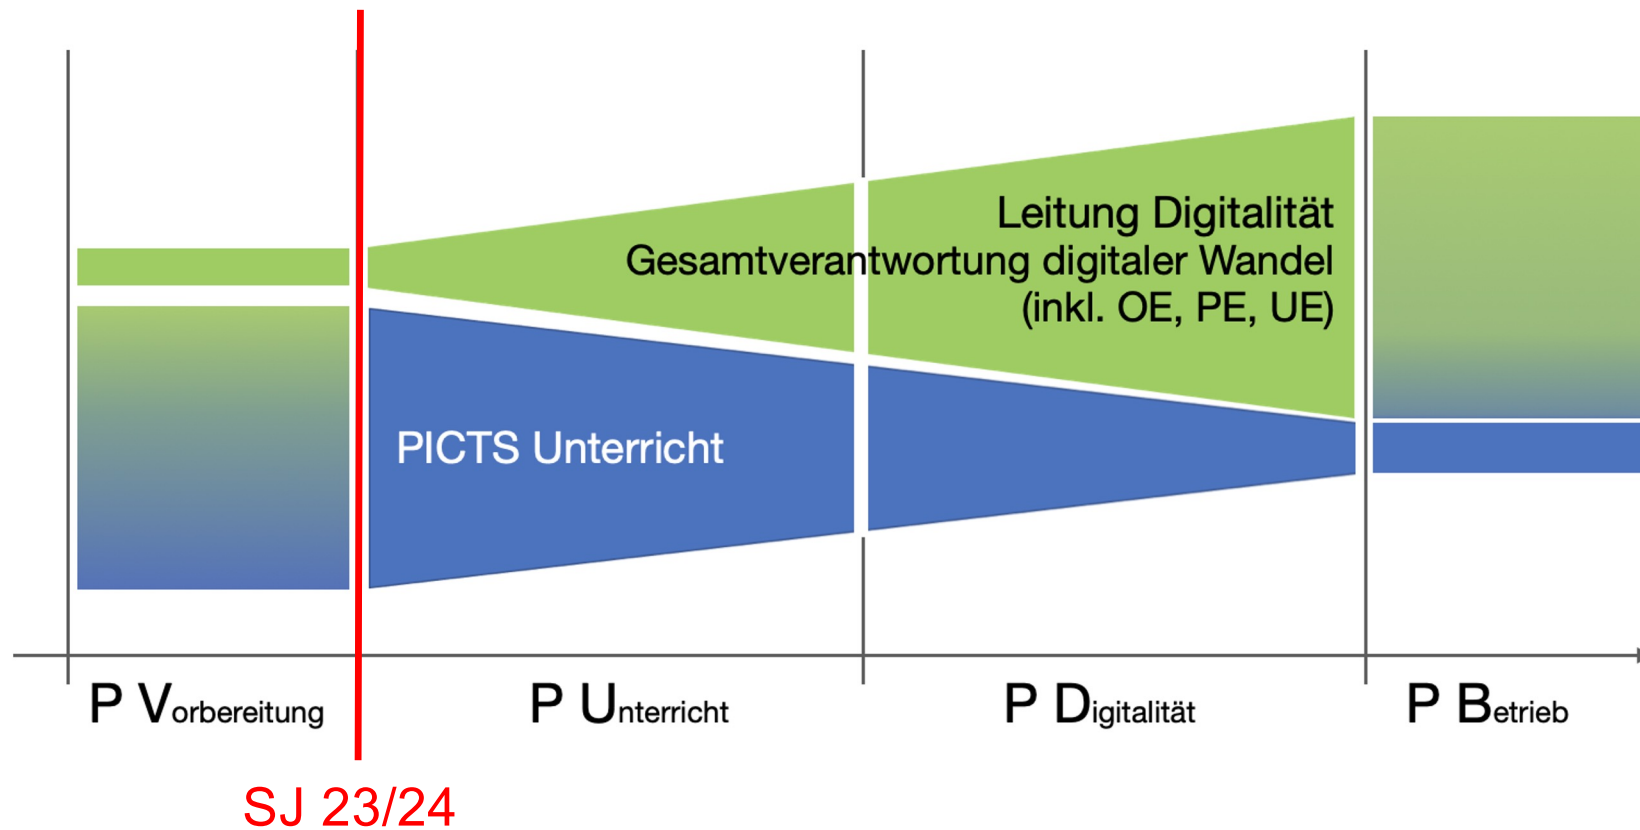 Leitung Digitalität
Gesamtverantwortung digitaler Wandel
(inkl. OE, PE, UE)
PICTS Unterricht
P Vorbereitung
P Unterricht
P Digitalität
P Betrieb
SJ 23/24